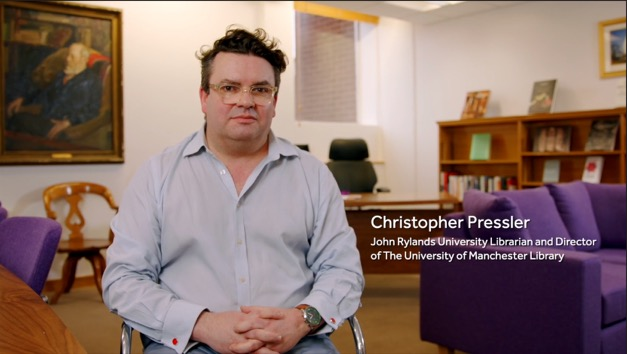 Christopher Pressler
John Rylands University Librarian and Director
of The University of Manchester Library